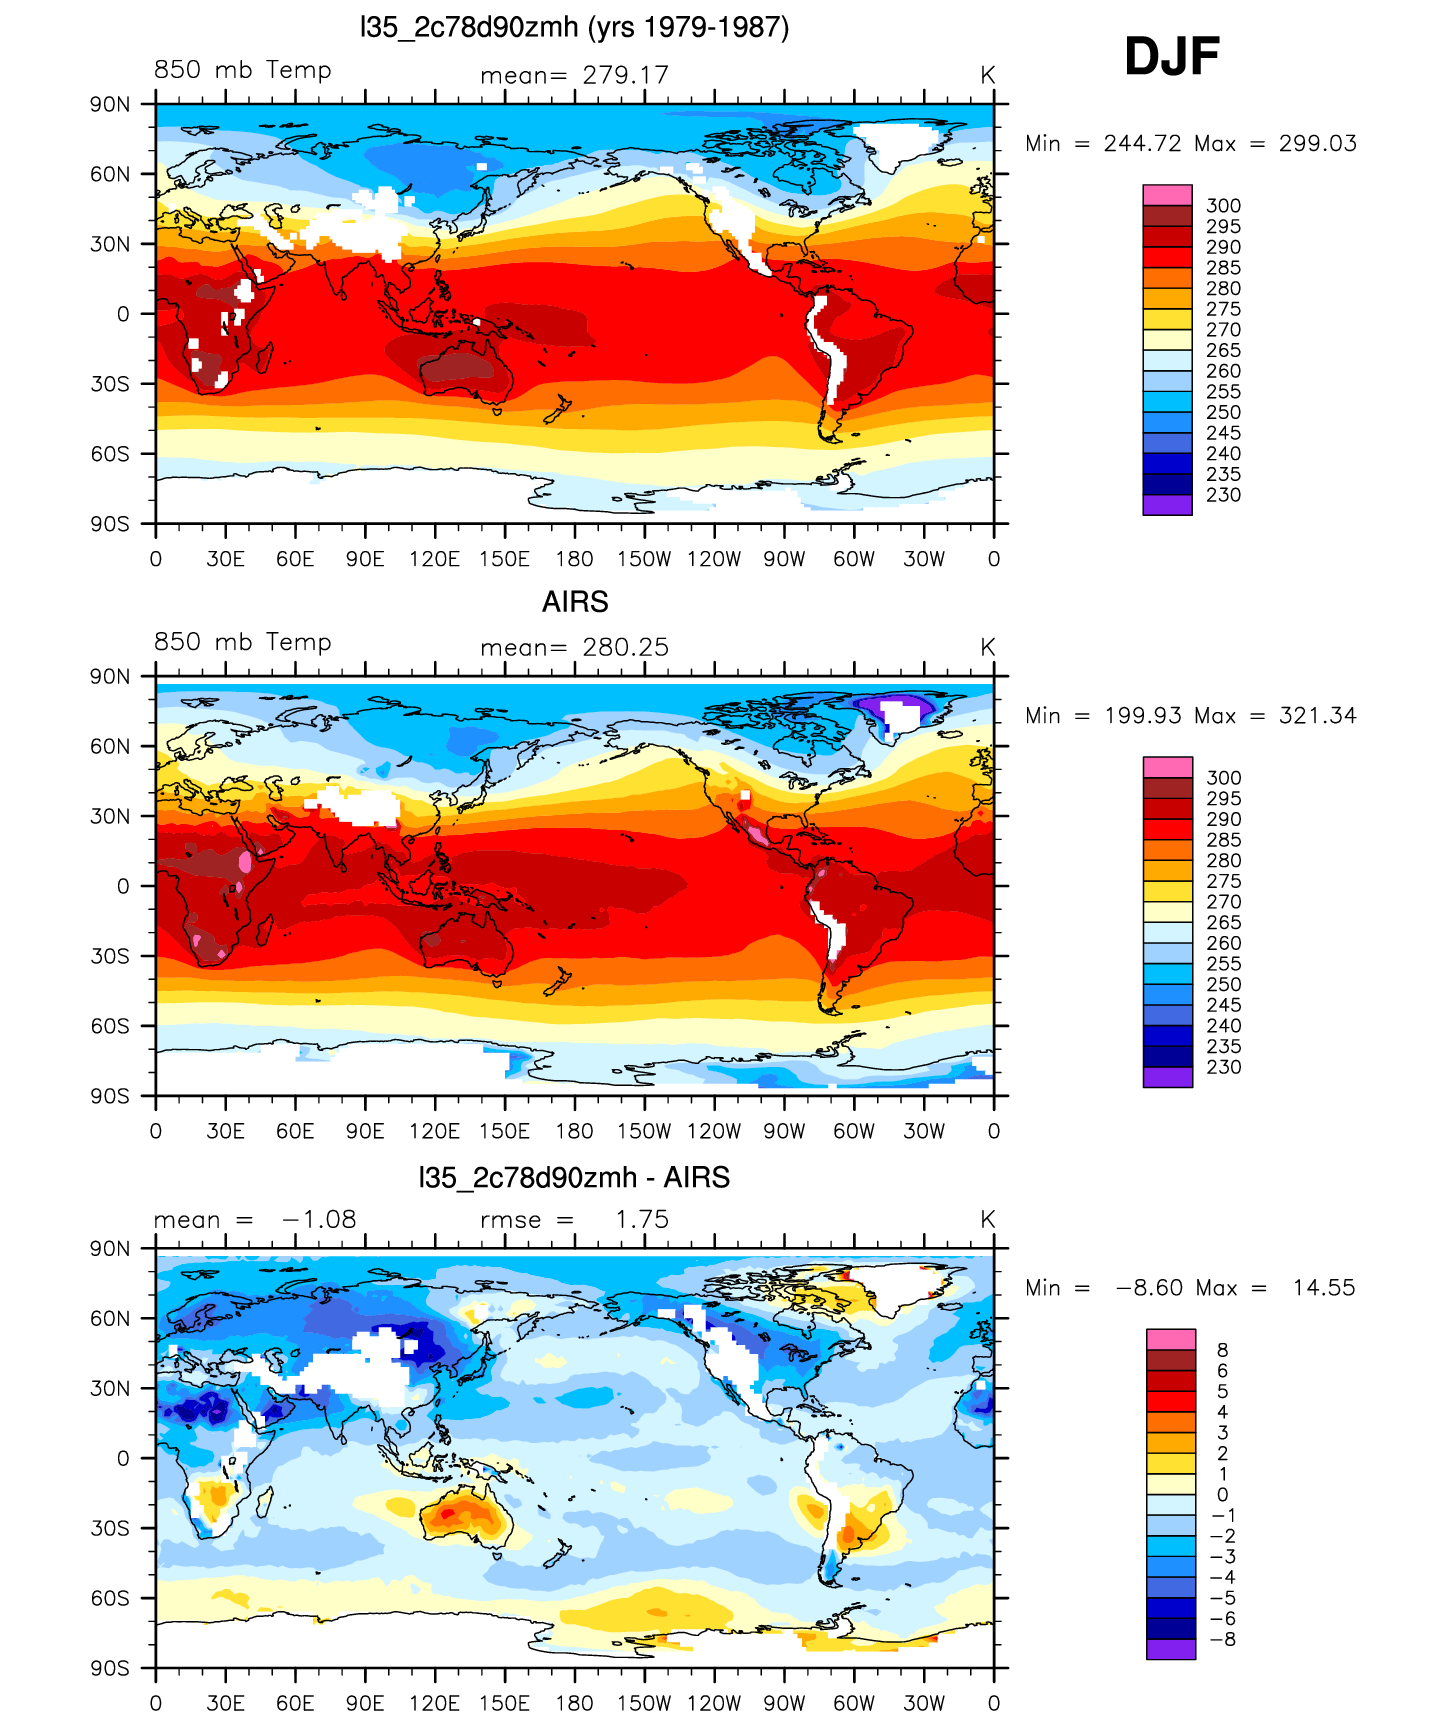 l35_2c78d90zmh (yrs 1979-1987)
DJF
850 mb Temp mean= 279.17 K
Min = 244.72 Max = 299.03
90N
60N
30N
0
30S
60S
90S
0 30E 60E 90E 120E 150E 180 150W 120W 90W 60W 30W 0
300
295
290
285
280
275
270
265
260
255
250
245
240
235
230
AIRS
850 mb Temp mean= 280.25 K
Min = 199.93 Max = 321.34
90N
60N
30N
0
30S
60S
90S
0 30E 60E 90E 120E 150E 180 150W 120W 90W 60W 30W 0
300
295
290
285
280
275
270
265
260
255
250
245
240
235
230
l35_2c78d90zmh - AIRS
mean = −1.08 rmse = 1.75 K
Min = −8.60 Max = 14.55
90N
60N
30N
0
30S
60S
90S
0 30E 60E 90E 120E 150E 180 150W 120W 90W 60W 30W 0
8
6
5
4
3
2
1
0
−1
−2
−3
−4
−5
−6
−8